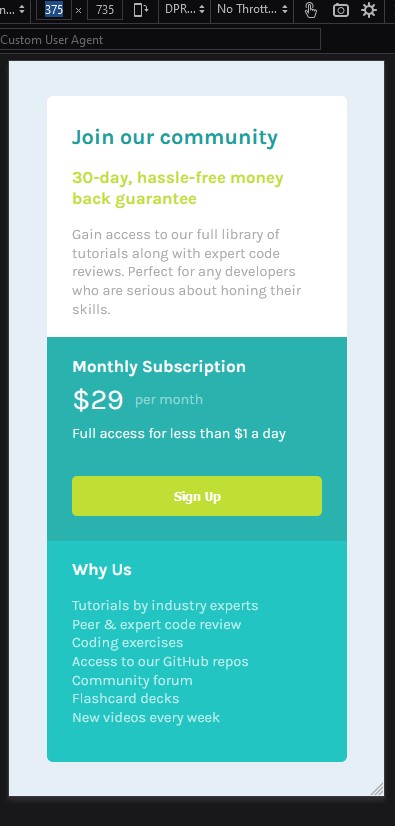 n... 375 × 735 DPR... No Thrott...
Custom User Agent
Join our community
30-day, hassle-free money
back guarantee
Gain access to our full library of
tutorials along with expert code
reviews. Perfect for any developers
who are serious about honing their
skills.
Monthly Subscription
$29 per month
Full access for less than $1 a day
Sign Up
Why Us
Tutorials by industry experts
Peer & expert code review
Coding exercises
Access to our GitHub repos
Community forum
Flashcard decks
New videos every week